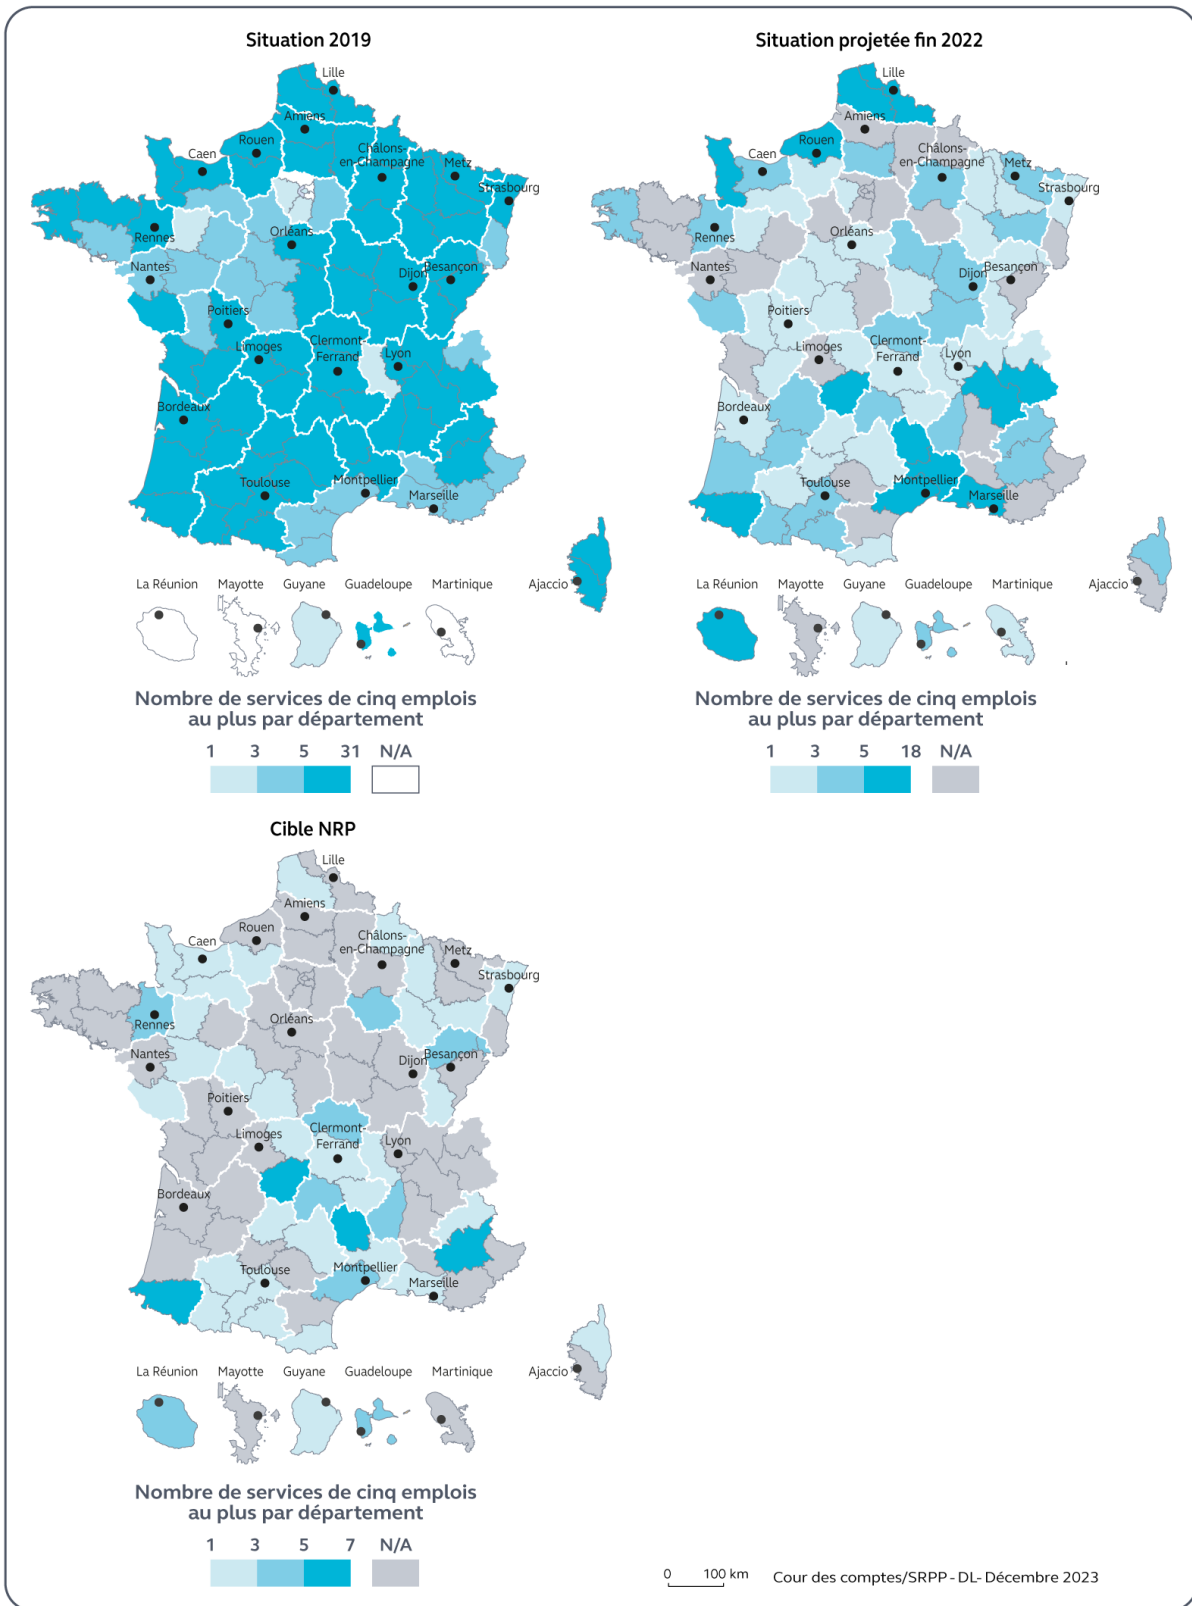 Situation 2019
Lille
Amiens
Rouen
Caen
Châlons-
en-Champagne
Metz
Strasbourg
Rennes
Orléans
Nantes
Dijon
Besançon
Poitiers
Limoges
Clermont-
Ferrand
Lyon
Bordeaux
Toulouse
Montpellier
Marseille
La Réunion
Mayotte
Guyane
Guadeloupe
Martinique
Ajaccio
Nombre de services de cinq emplois
au plus par département
1 3 5 31 N/A
Situation projetée fin 2022
Lille
Amiens
Rouen
Caen
Châlons-
en-Champagne
Metz
Strasbourg
Rennes
Orléans
Nantes
Dijon
Besançon
Poitiers
Limoges
Clermont-
Ferrand
Lyon
Bordeaux
Toulouse
Montpellier
Marseille
La Réunion
Mayotte
Guyane
Guadeloupe
Martinique
Ajaccio
Nombre de services de cinq emplois
au plus par département
1 3 5 18 N/A
Cible NRP
Lille
Amiens
Rouen
Caen
Châlons-
en-Champagne
Metz
Strasbourg
Rennes
Orléans
Nantes
Dijon
Besançon
Poitiers
Limoges
Clermont-
Ferrand
Lyon
Bordeaux
Toulouse
Montpellier
Marseille
La Réunion
Mayotte
Guyane
Guadeloupe
Martinique
Ajaccio
Nombre de services de cinq emplois
au plus par département
1 3 5 7 N/A
0 100 km
Cour des comptes/SRPP - DL- Décembre 2023